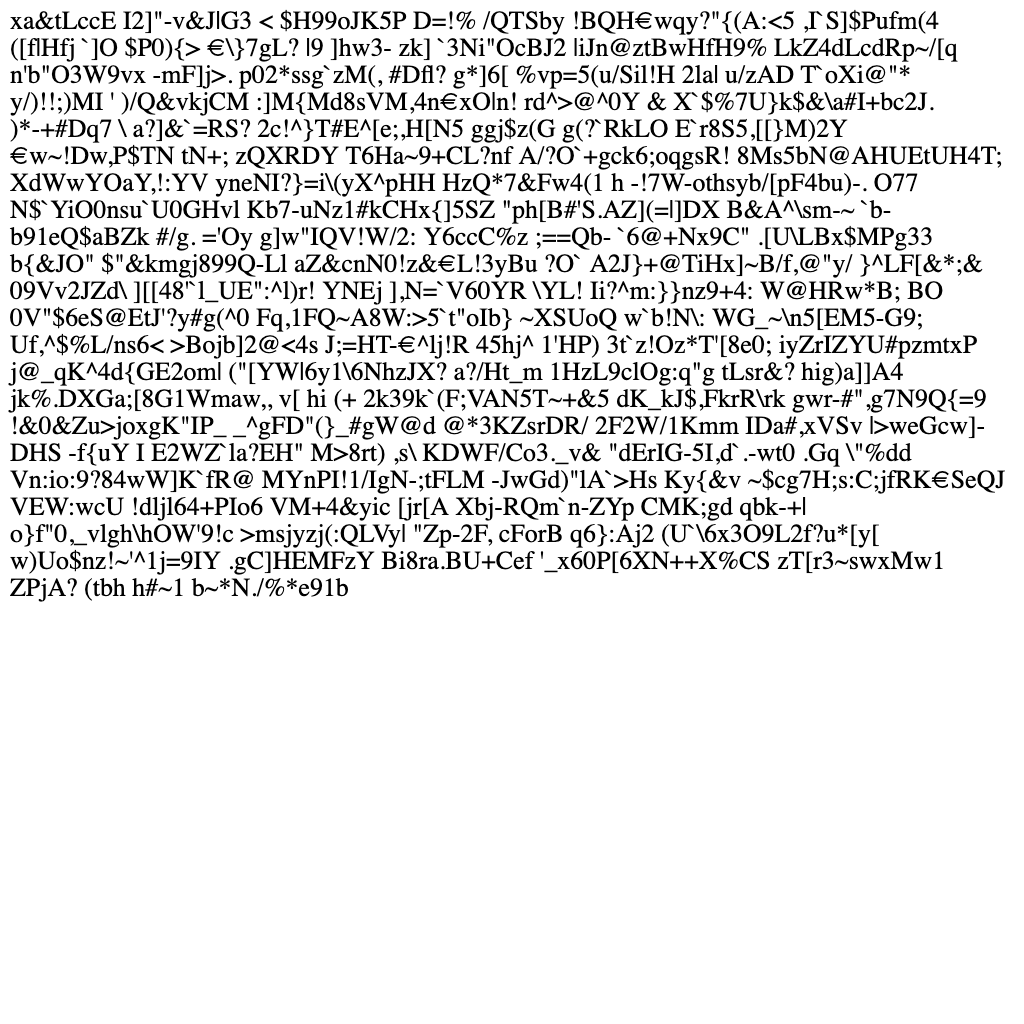 xa&tLccE I2]"-v&J|G3 < $H99oJK5P D=!% /QTSby !BQH€wqy?"{(A:<5 ,I`S]$Pufm(4
([flHfj`]O $P0){> €\}7gL? l9 ]hw3- zk] `3Ni"OcBJ2 liJn@ztBwHfH9% LkZ4dLcdRp~/[q
n'b"O3W9vx -mF]j>. p02*ssg`zM(, #Dfl? g*]6[ %vp=5(u/Sil!H 2la| u/zAD T`oXi@"*
y/)!!;)MI ' )/Q&vkjCM :]M{Md8sVM,4n€xO|n! rd^>@^0Y & X`$%7U}k$&\a#I+bc2J.
)*-+#Dq7 \ a?]&`=RS? 2c!^}T#E^[e;,H[N5 ggj$z(G g(?`RkLO E`r8S5,[[}M)2Y
€w~!Dw,P$TN tN+; zQXRDY T6Ha~9+CL?nf A/?O`+gck6;oqgsR! 8Ms5bN@AHUEtUH4T;
XdWwYOaY,!:YV yneNI?}=i\(yX^pHH HzQ*7&Fw4(1 h -!7W-othsyb/[pF4bu)-. O77
N$`YiO0nsu`U0GHvl Kb7-uNz1#kCHx{]5SZ "ph[B#'S.AZ](=|]DX B&A^\sm-~ `b-
b91eQ$aBZk #/g. ='Oy g]w"IQV!W/2: Y6ccC%z ;==Qb- `6@+Nx9C" .[U\LBx$MPg33
b{&JO" $"&kmgj899Q-Ll aZ&cnN0!z&€L!3yBu ?O` A2J}+@TiHx]~B/f,@"y/ }^LF[&*;&
09Vv2JZd\ ][[48"`l_UE":^l)r! YNEj ],N=`V60YR \YL! Ii?^m:}}nz9+4: W@HRw*B; BO
0V"$6eS@EtJ'?y#g(^0 Fq,1FQ~A8W:>5`t"oIb} ~XSUoQ w`b!N\: WG_~\n5[EM5-G9;
Uf,^$%L/ns6< >Bojb]2@<4s J;=HT-€^lj!R 45hj^ 1'HP) 3t`z!Oz*T'[8e0; iyZrIZYU#pzmtxP
j@_qK^4d{GE2om| ("[YW|6y1\6NhzJX? a?/Ht_m 1HzL9clOg:q"g tLsr&? hig)a]]A4
jk%.DXGa;[8G1Wmaw,, v[ hi (+ 2k39k`(F;VAN5T~+&5 dK_kJ$,FkrR\rk gwr-#",g7N9Q{=9
!&0&Zu>joxgK"IP_ _^gFD"(}_#gW@d @*3KZsrDR/ 2F2W/1Kmm IDa#,xVSv |>weGcw]-
DHS -f{uY I E2WZ`la?EH" M>8rt) ,s\ KDWF/Co3._v& "dErIG-5I,d`.-wt0 .Gq \"%dd
Vn:io:9?84wW]K`fR@ MYnPI!1/IgN-;tFLM -JwGd)"lA`>Hs Ky{&v ~$cg7H;s:C;jfRK€SeQJ
VEW:wcU !dljl64+PIo6 VM+4&yic [jr[A Xbj-RQm`n-ZYp CMK;gd qbk-+|
o}f"0,_vlgh\hOW'9!c >msjyzj(:QLVy| "Zp-2F, cForB q6}:Aj2 (U`\6x3O9L2f?u*[y[
w)Uo$nz!~'^1j=9IY .gC]HEMFzY Bi8ra.BU+Cef '_x60P[6XN++X%CS zT[r3~swxMw1
ZPjA? (tbh h#~1 b~*N./%*e91b